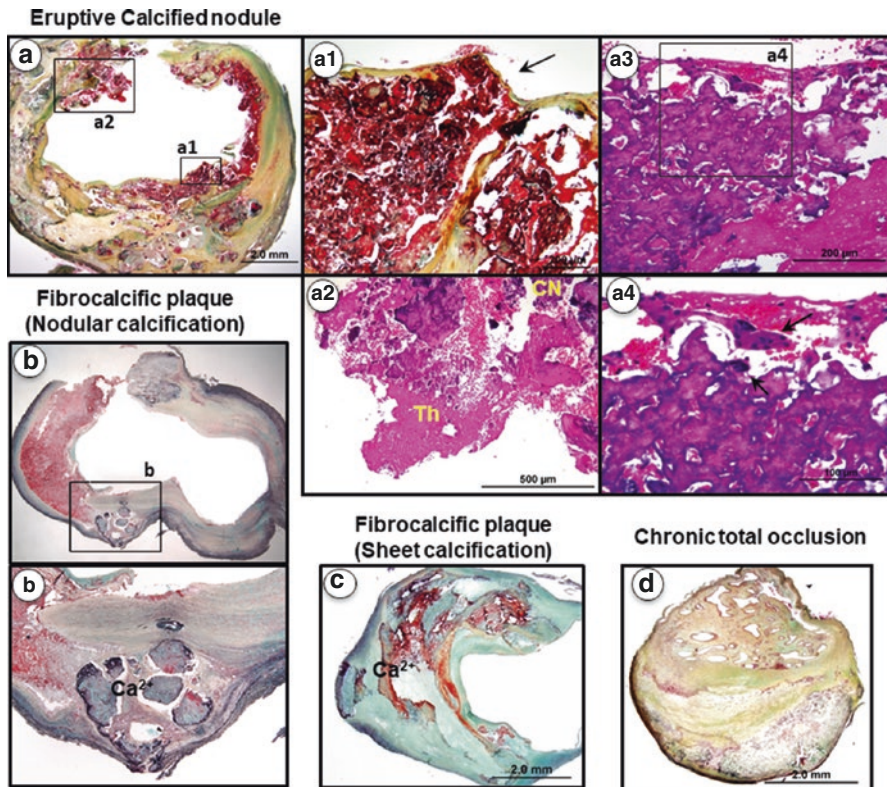 Eruptive Calcified nodule
a
a2
a1
2.0 mm
a1
a3
a4
200 µm
Fibrocalcific plaque
(Nodular calcification)
a2
CN
Th
500 µm
a4
100 µm
b
b
b
Ca²⁺
Fibrocalcific plaque
(Sheet calcification)
c
Ca²⁺
2.0 mm
Chronic total occlusion
d
2.0 mm